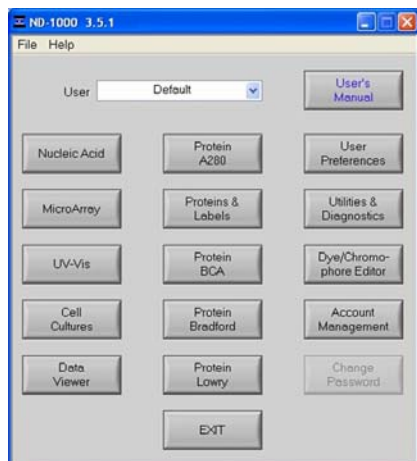 ND-1000 3.5.1
File Help
User Default
User's
Manual
Nucleic Acid
Protein
A280
User
Preferences
MicroArray
Proteins &
Labels
Utilities &
Diagnostics
UV-Vis
Protein
BCA
Dye/Chromo-
phore Editor
Cell
Cultures
Protein
Bradford
Account
Management
Data
Viewer
Protein
Lowry
Change
Password
EXIT